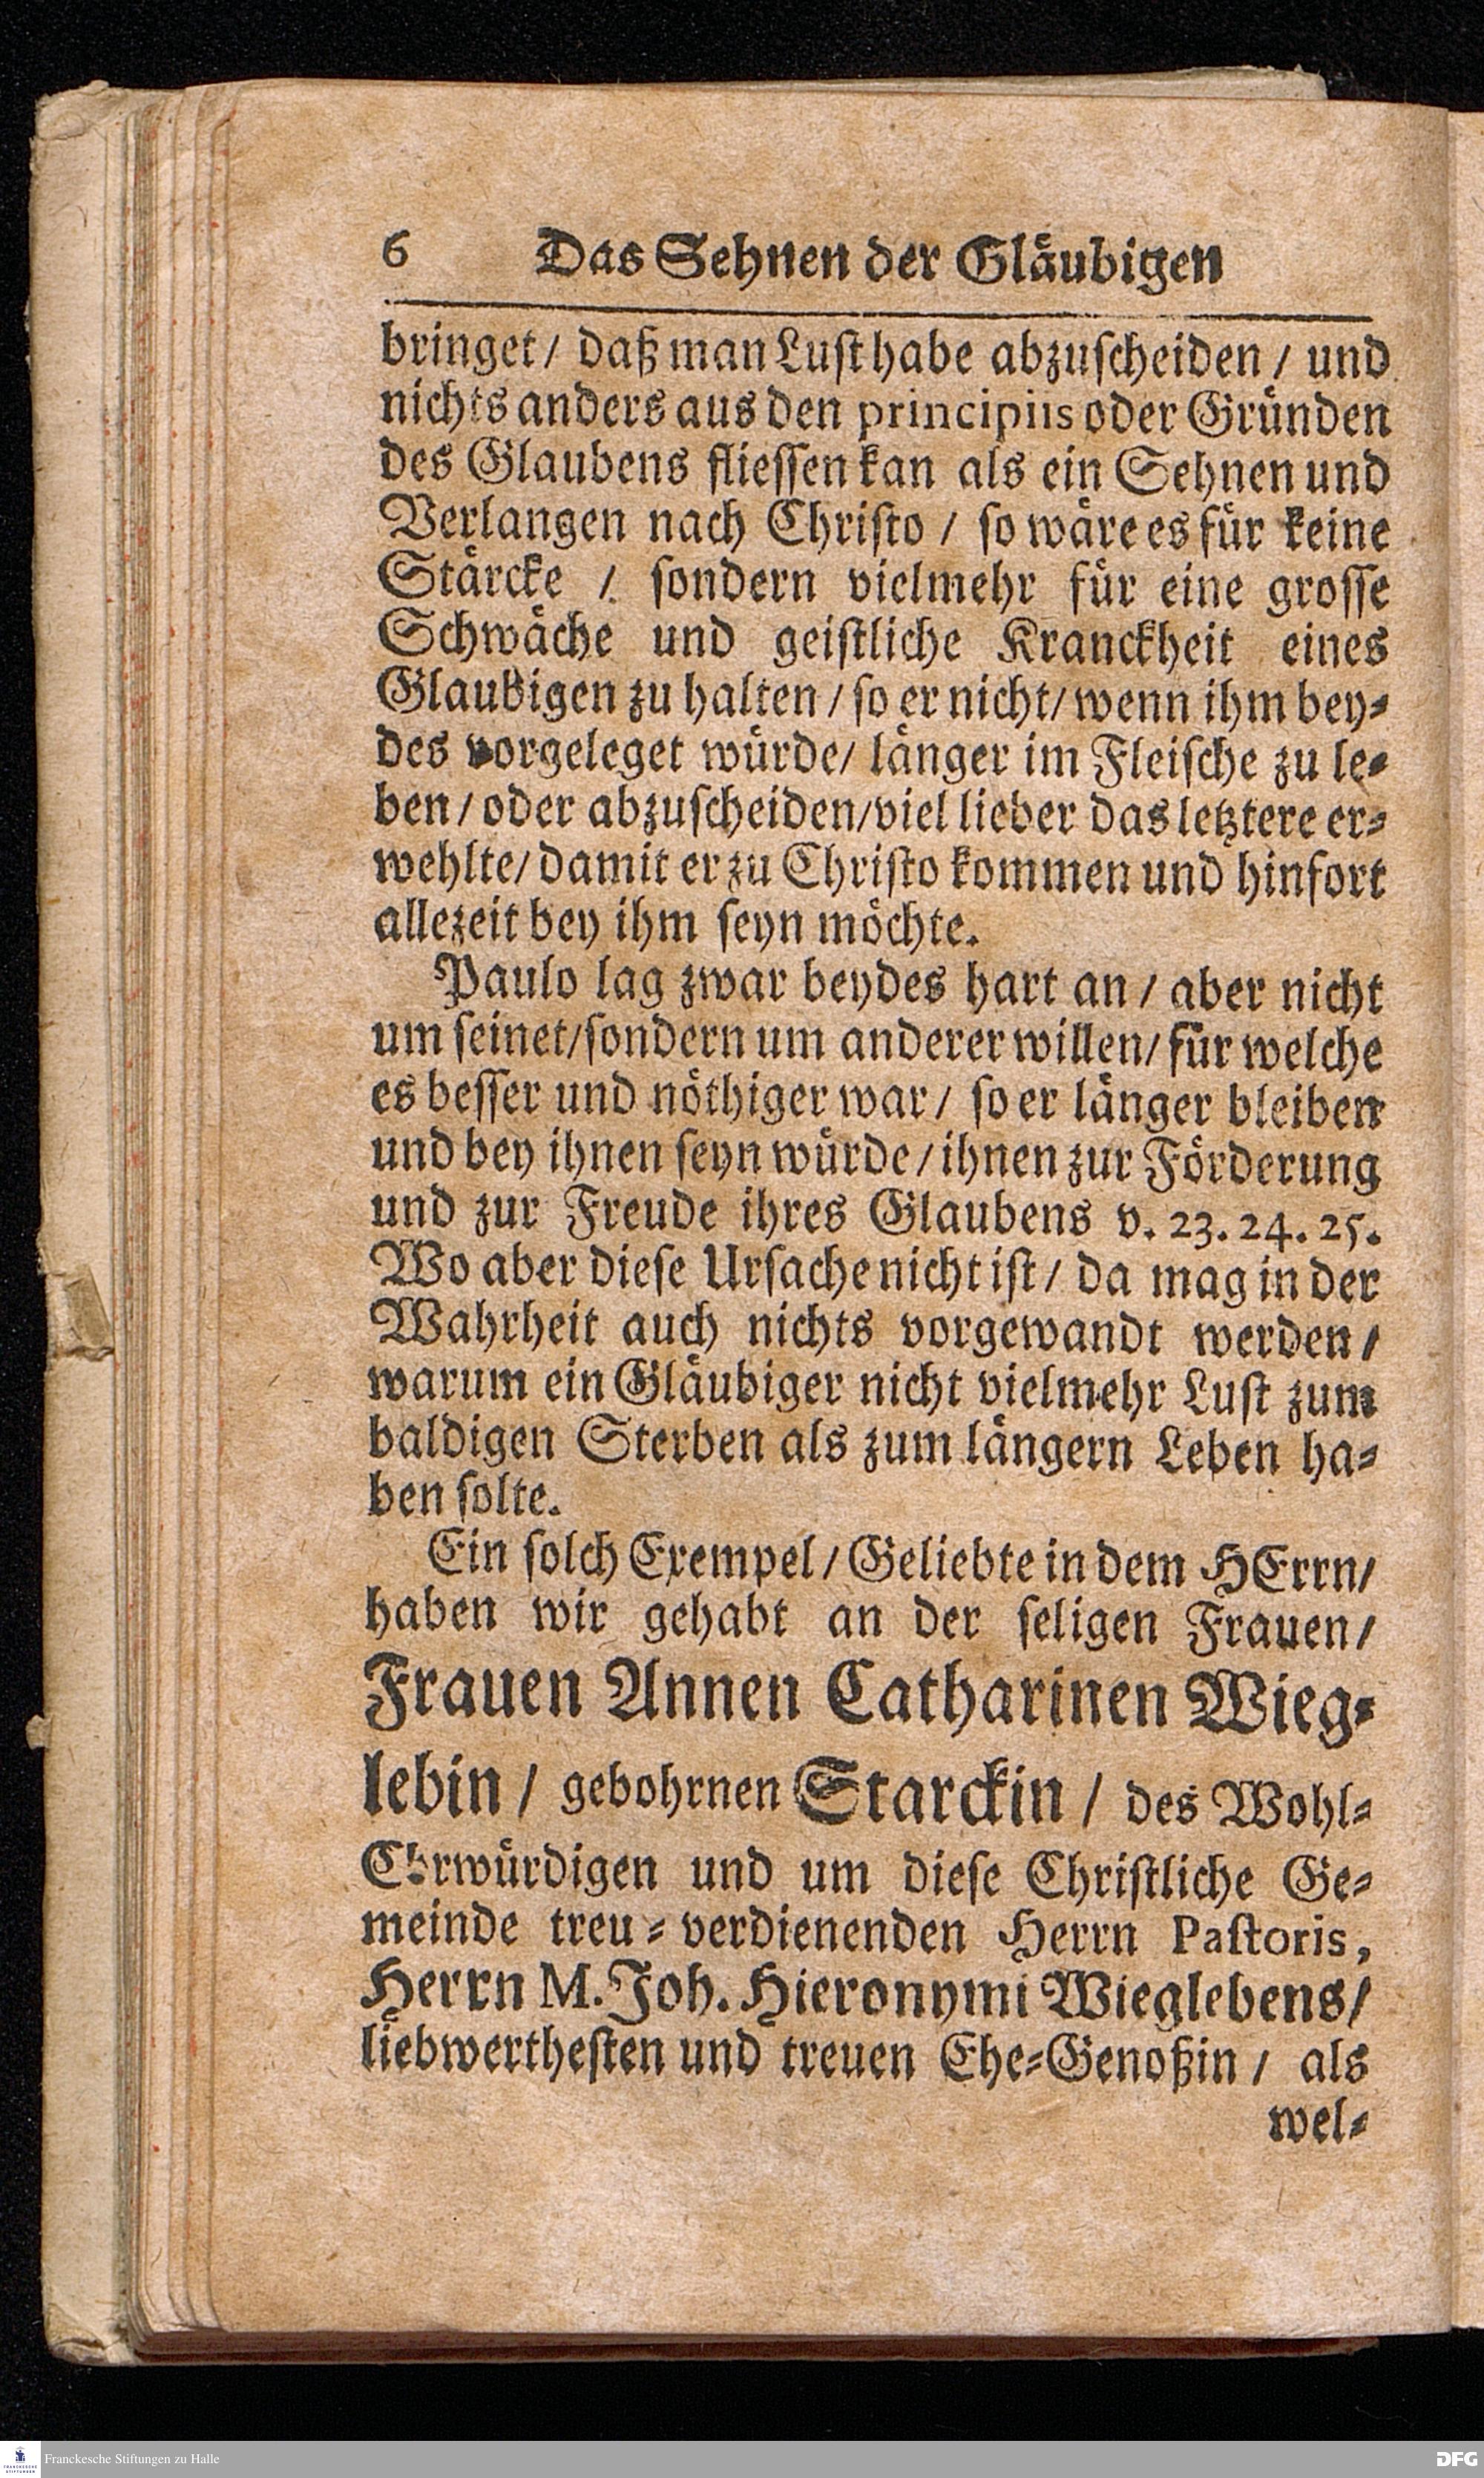 6 Das Sehnen der Gläubigen
bringet/ daß man Lust habe abzuscheiden / und
nichts anders aus den principiis oder Gründen
des Glaubens fliessen kan als ein Sehnen und
Verlangen nach Christo / so wäre es für keine
Stärcke / sondern vielmehr für eine grosse
Schwäche und geistliche Kranckheit eines
Glaubigen zu halten / so er nicht/ wenn ihm bey-
des vorgeleget würde/ länger im Fleische zu le-
ben / oder abzuscheiden/viel lieber das letztere er-
wehlte/ damit er zu Christo kommen und hinfort
allezeit bey ihm seyn möchte.
Paulo lag zwar beydes hart an / aber nicht
um seinet/sondern um anderer willen/ für welche
es besser und nöthiger war / so er länger bleiben
und bey ihnen seyn würde / ihnen zur Förderung
und zur Freude ihres Glaubens v. 23. 24. 25.
Wo aber diese Ursache nicht ist / da mag in der
Wahrheit auch nichts vorgewandt werden /
warum ein Gläubiger nicht vielmehr Lust zum
baldigen Sterben als zum längern Leben ha-
ben solte.
Ein solch Exempel / Geliebte in dem HErrn/
haben wir gehabt an der seligen Frauen/
Frauen Annen Catharinen Wieg-
lebin / gebohrnen Starckin / des Wohl-
Ehrwürdigen und um diese Christliche Ge-
meinde treu-verdienenden Herrn Pastoris,
Herrn M. Joh. Hieronymi Wieglebens/
liebwerthesten und treuen Ehe-Genoßin / als
wel-
FRANCKESCHE
STIFTUNGEN
Franckesche Stiftungen zu Halle
DFG